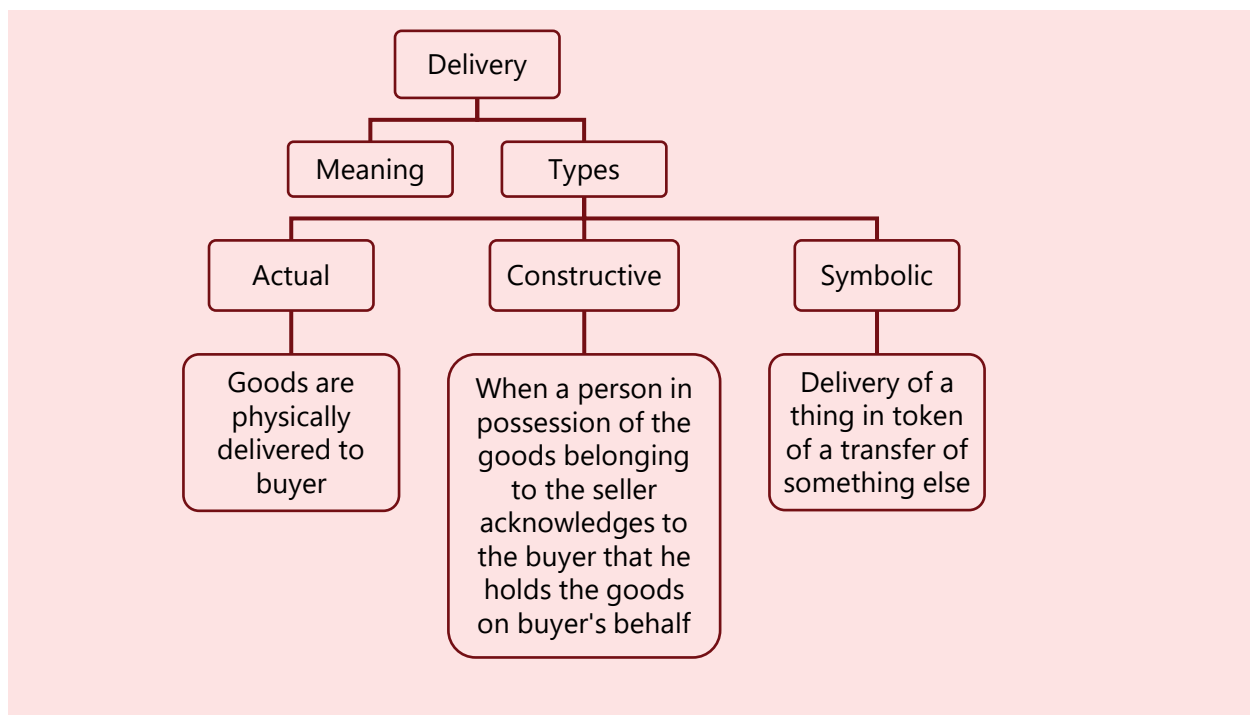 Delivery
Meaning
Types
Actual
Constructive
Symbolic
Goods are
physically
delivered to
buyer
When a person in
possession of the
goods belonging
to the seller
acknowledges to
the buyer that he
holds the goods
on buyer's behalf
Delivery of a
thing in token
of a transfer of
something else